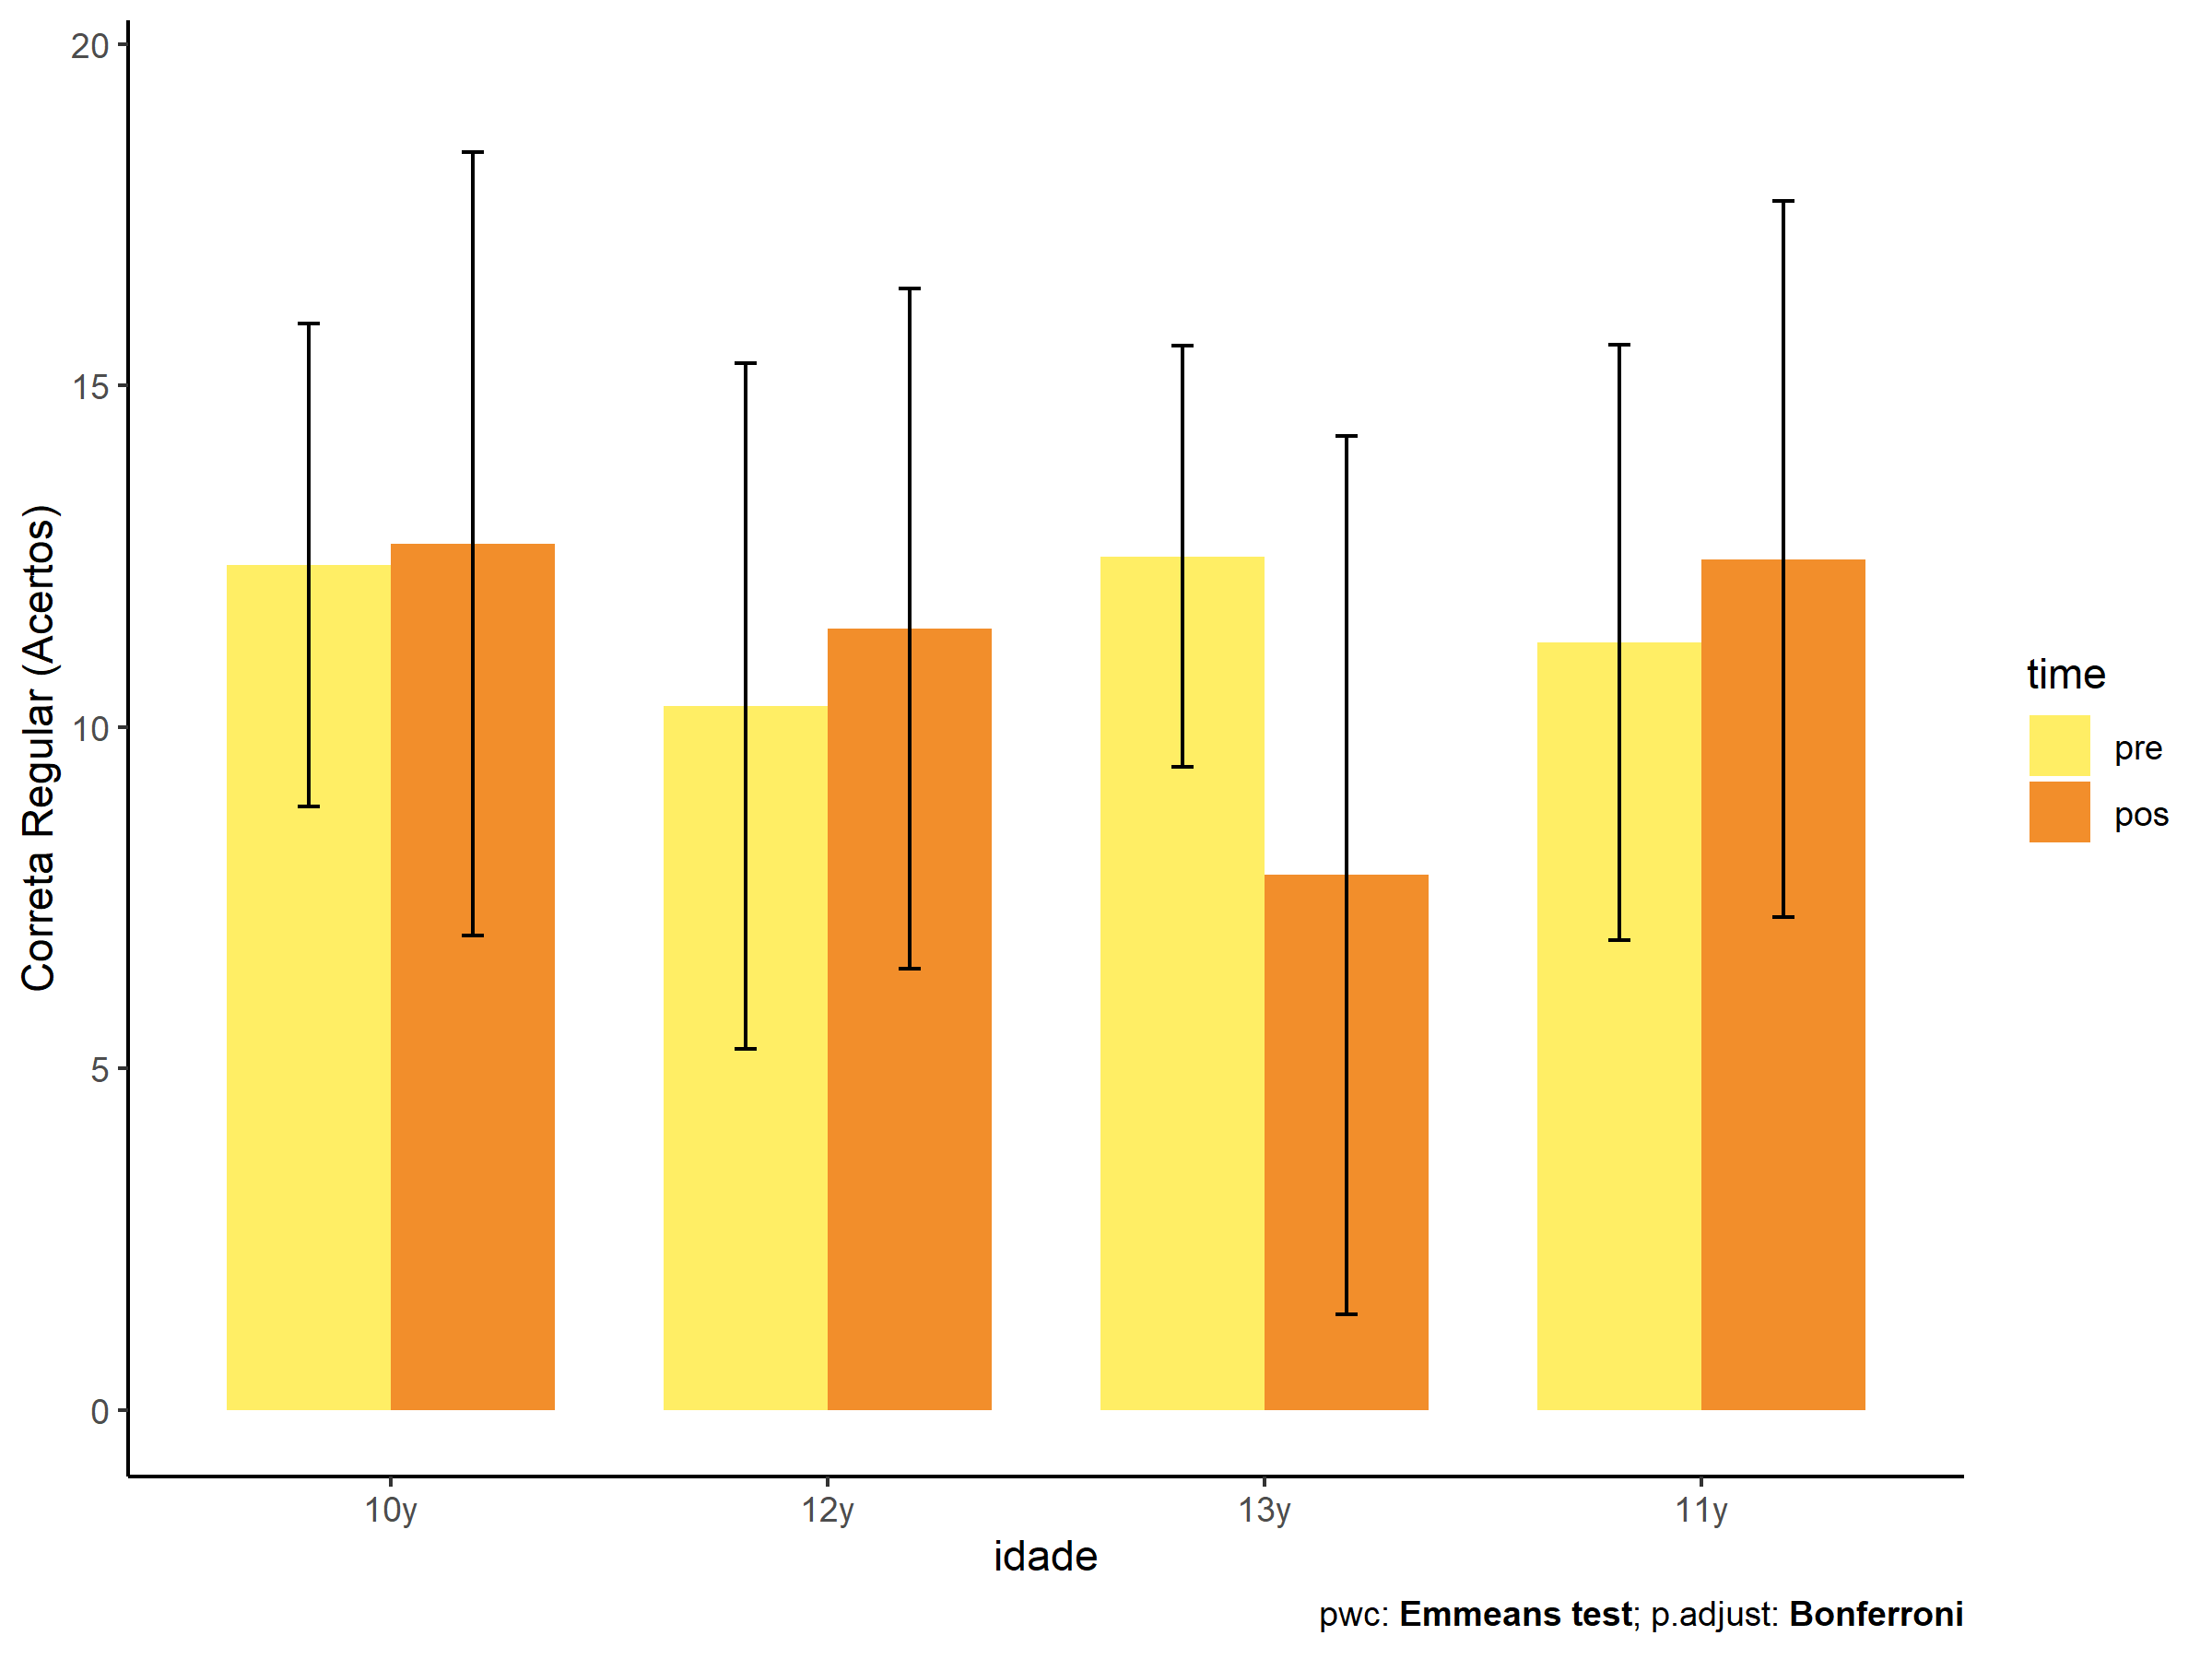 Correta Regular (Acertos)
20
15
10
5
0
10y
12y
13y
11y
idade
time
pre
pos
pwc: Emmeans test; p.adjust: Bonferroni